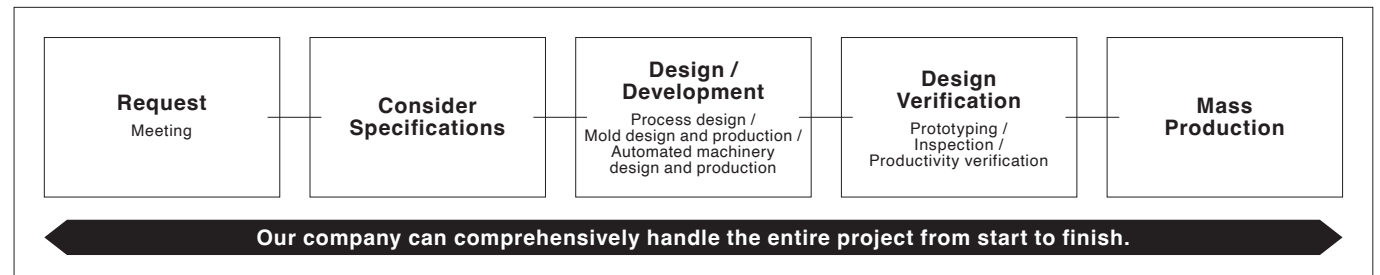 Request
Meeting
Consider
Specifications
Design /
Development
Process design /
Mold design and production /
Automated machinery
design and production
Design
Verification
Prototyping /
Inspection /
Productivity verification
Mass
Production
Our company can comprehensively handle the entire project from start to finish.